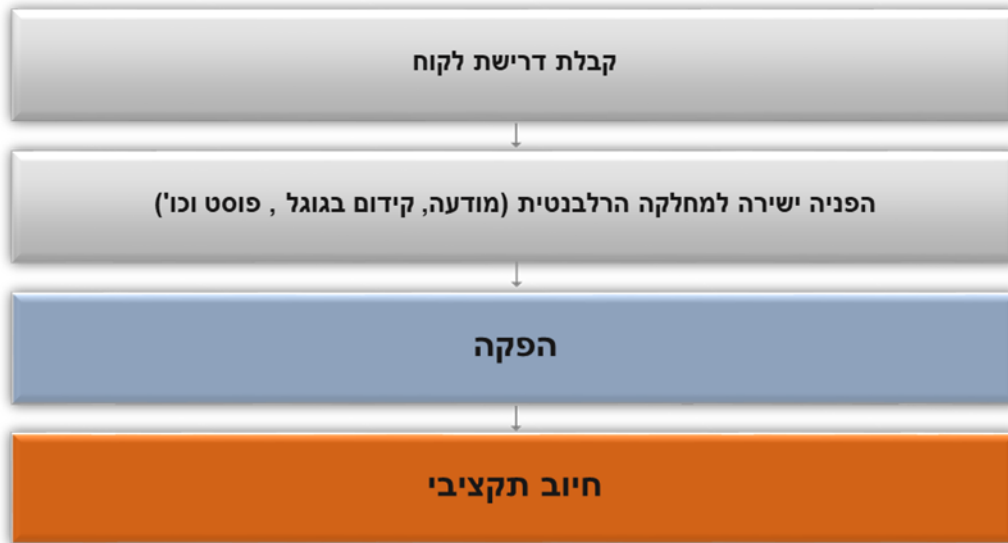 קבלת דרישת לקוח
הפניה ישירה למחלקה הרלבנטית (מודעה, קידום בגוגל , פוסט וכו')
הפקה
חיוב תקציבי